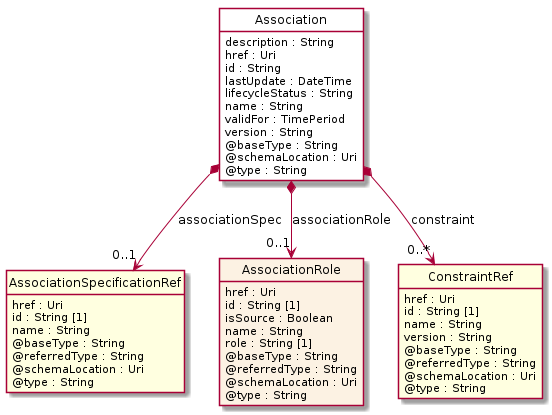 Association
description : String
href : Uri
id : String
lastUpdate : DateTime
lifecycleStatus : String
name : String
validFor : TimePeriod
version : String
@baseType : String
@schemaLocation : Uri
@type : String
associationSpec
associationRole
constraint
0..1
0..1
0..*
AssociationSpecificationRef
href : Uri
id : String [1]
name : String
@baseType : String
@referredType : String
@schemaLocation : Uri
@type : String
AssociationRole
href : Uri
id : String [1]
isSource : Boolean
name : String
role : String [1]
@baseType : String
@referredType : String
@schemaLocation : Uri
@type : String
ConstraintRef
href : Uri
id : String [1]
name : String
version : String
@baseType : String
@referredType : String
@schemaLocation : Uri
@type : String